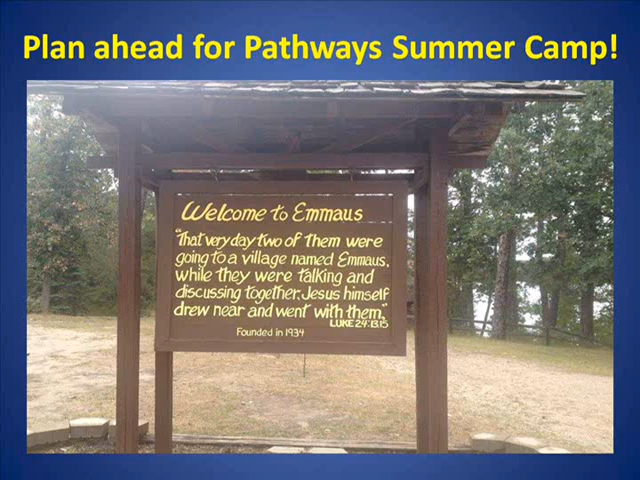 Plan ahead for Pathways Summer Camp!
Welcome to Emmaus
"That very day two of them were
going to a village named Emmaus,
while they were talking and
discussing together, Jesus himself
drew near and went with them."
LUKE 24:13,15
Founded in 1934